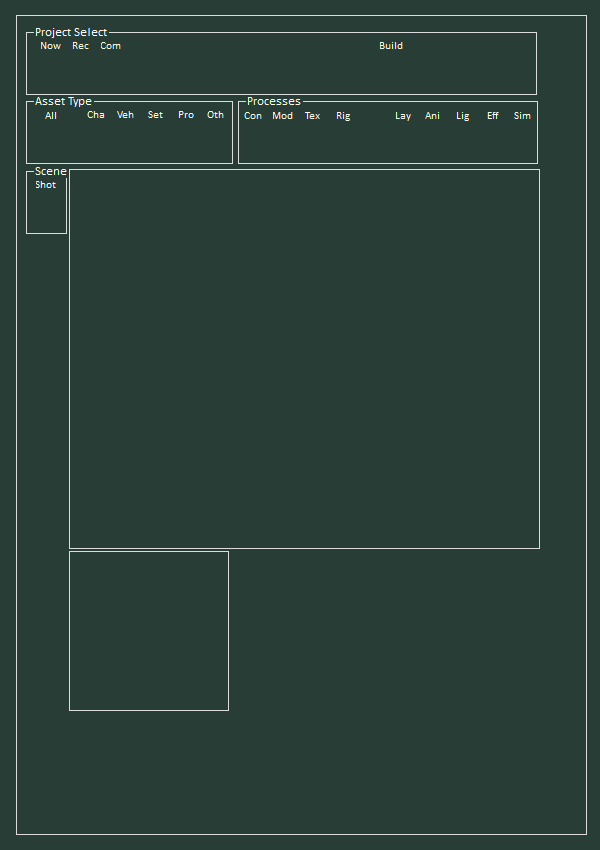 Project Select
Now Rec Com Build
Asset Type
All Cha Veh Set Pro Oth
Processes
Con Mod Tex Rig Lay Ani Lig Eff Sim
Scene
Shot